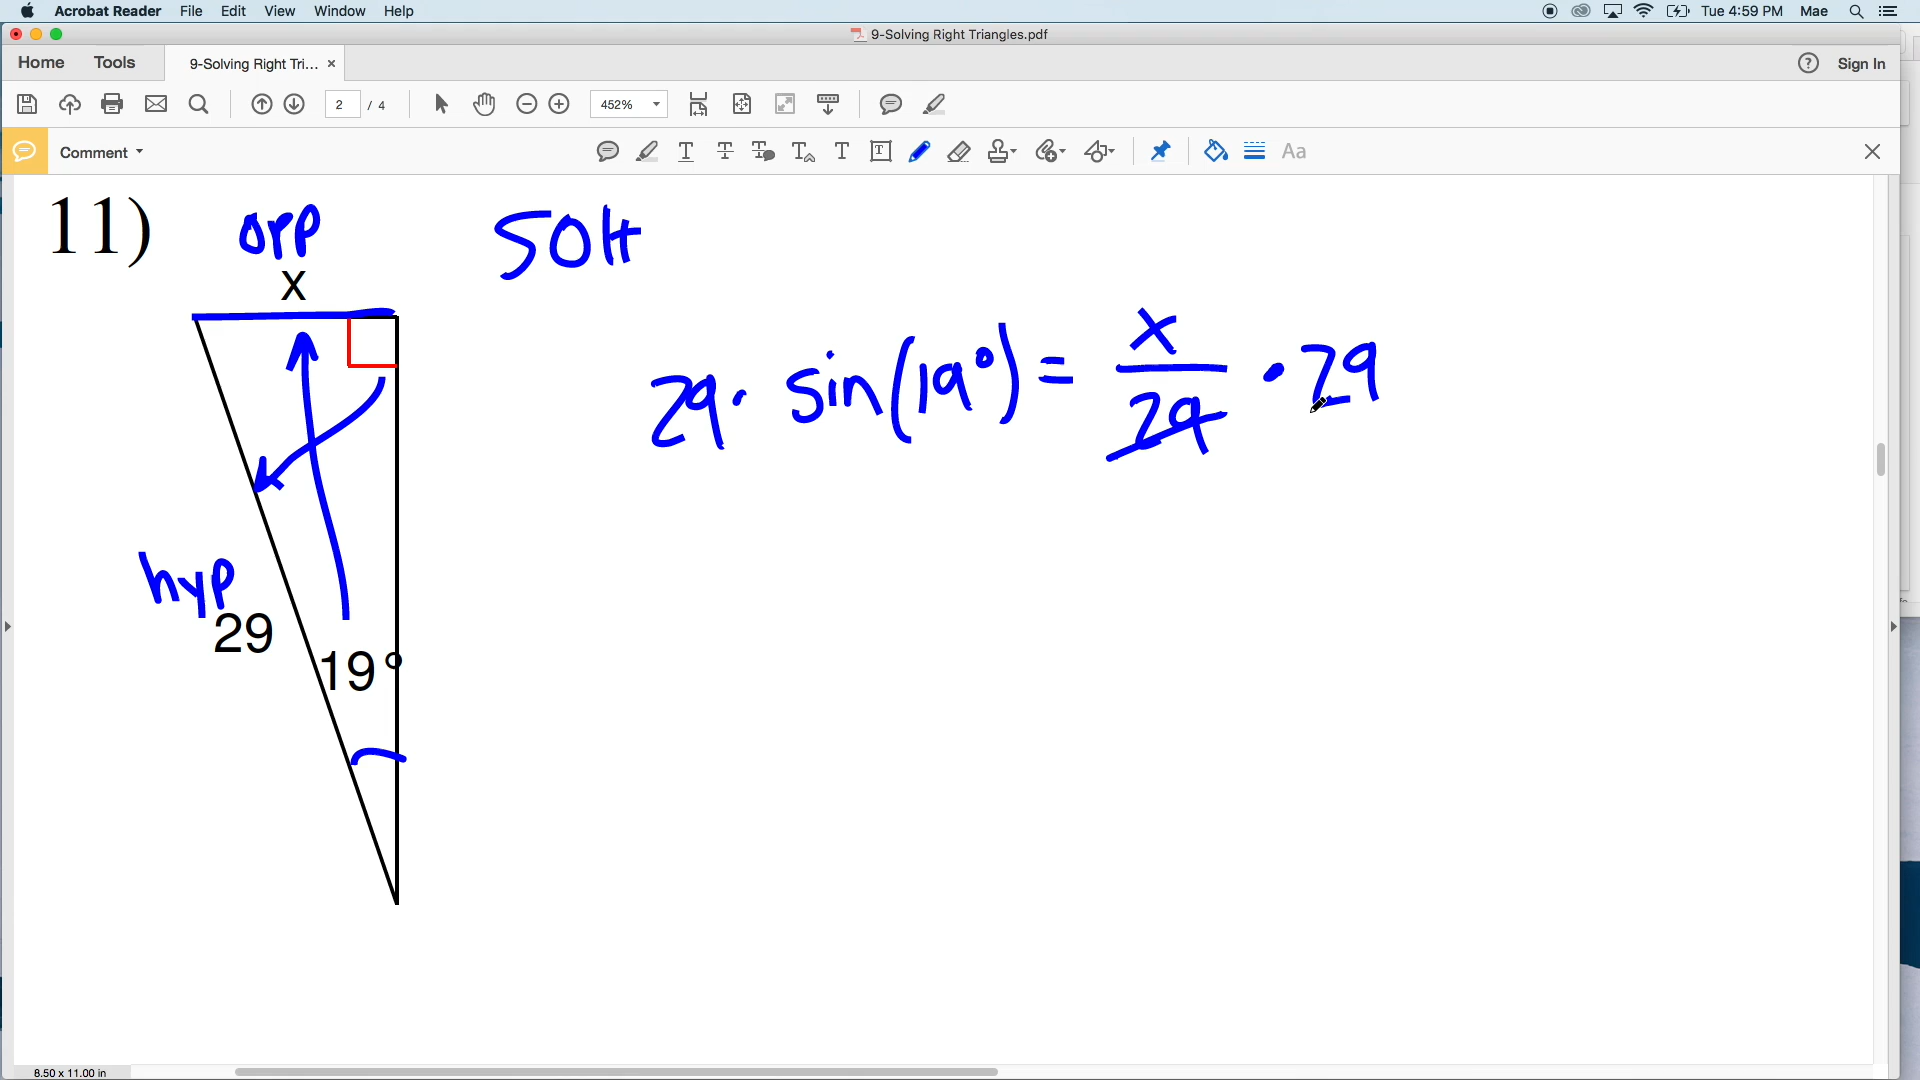 Acrobat Reader File Edit View Window Help Tue 4:59 PM Mae
9-Solving Right Triangles.pdf
Home Tools 9-Solving Right Tri... × ? Sign In
2 / 4 452%
Comment T T T T T T Aa
11) opp SOH
x
29 · sin(19°) = x/29 · 29
hyp
29
19°
8.50 x 11.00 in